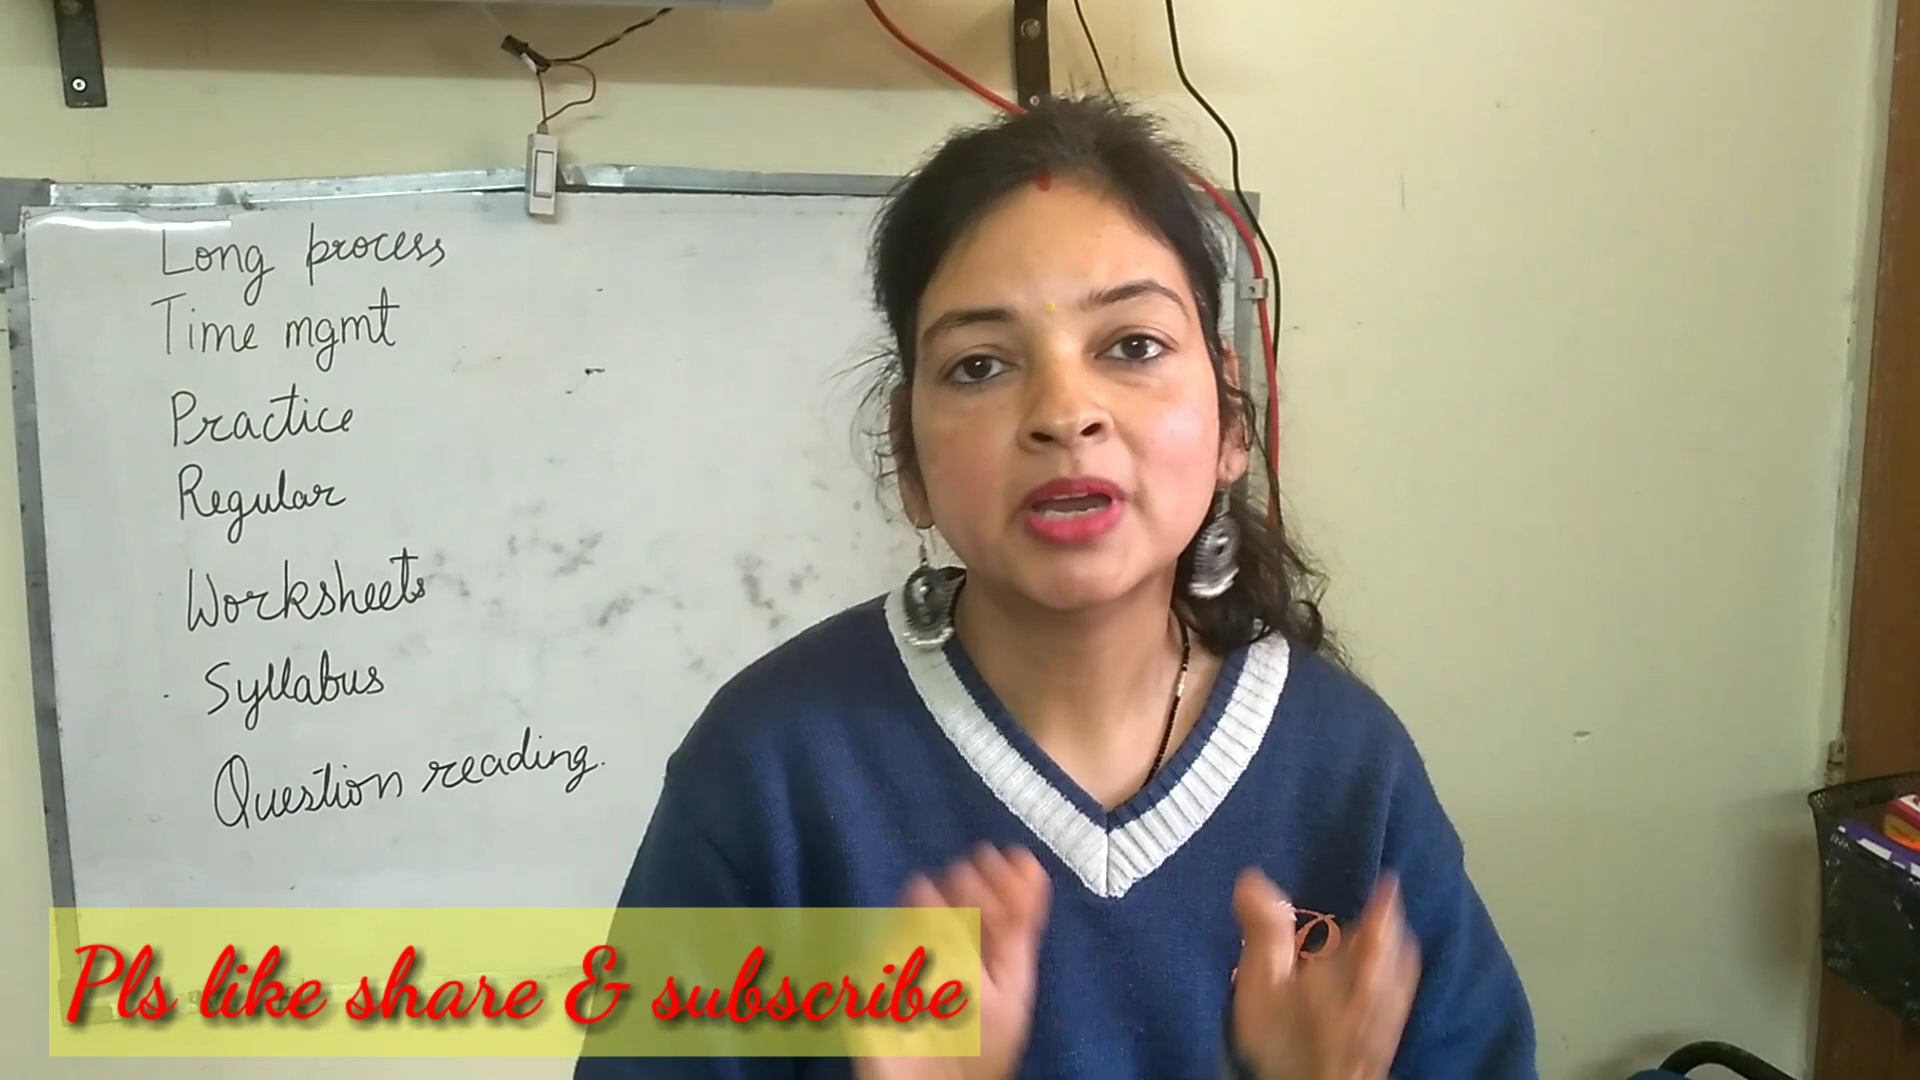 Long process
Time mgmt
Practice
Regular
Worksheets
Syllabus
Question reading.
Pls like share & subscribe